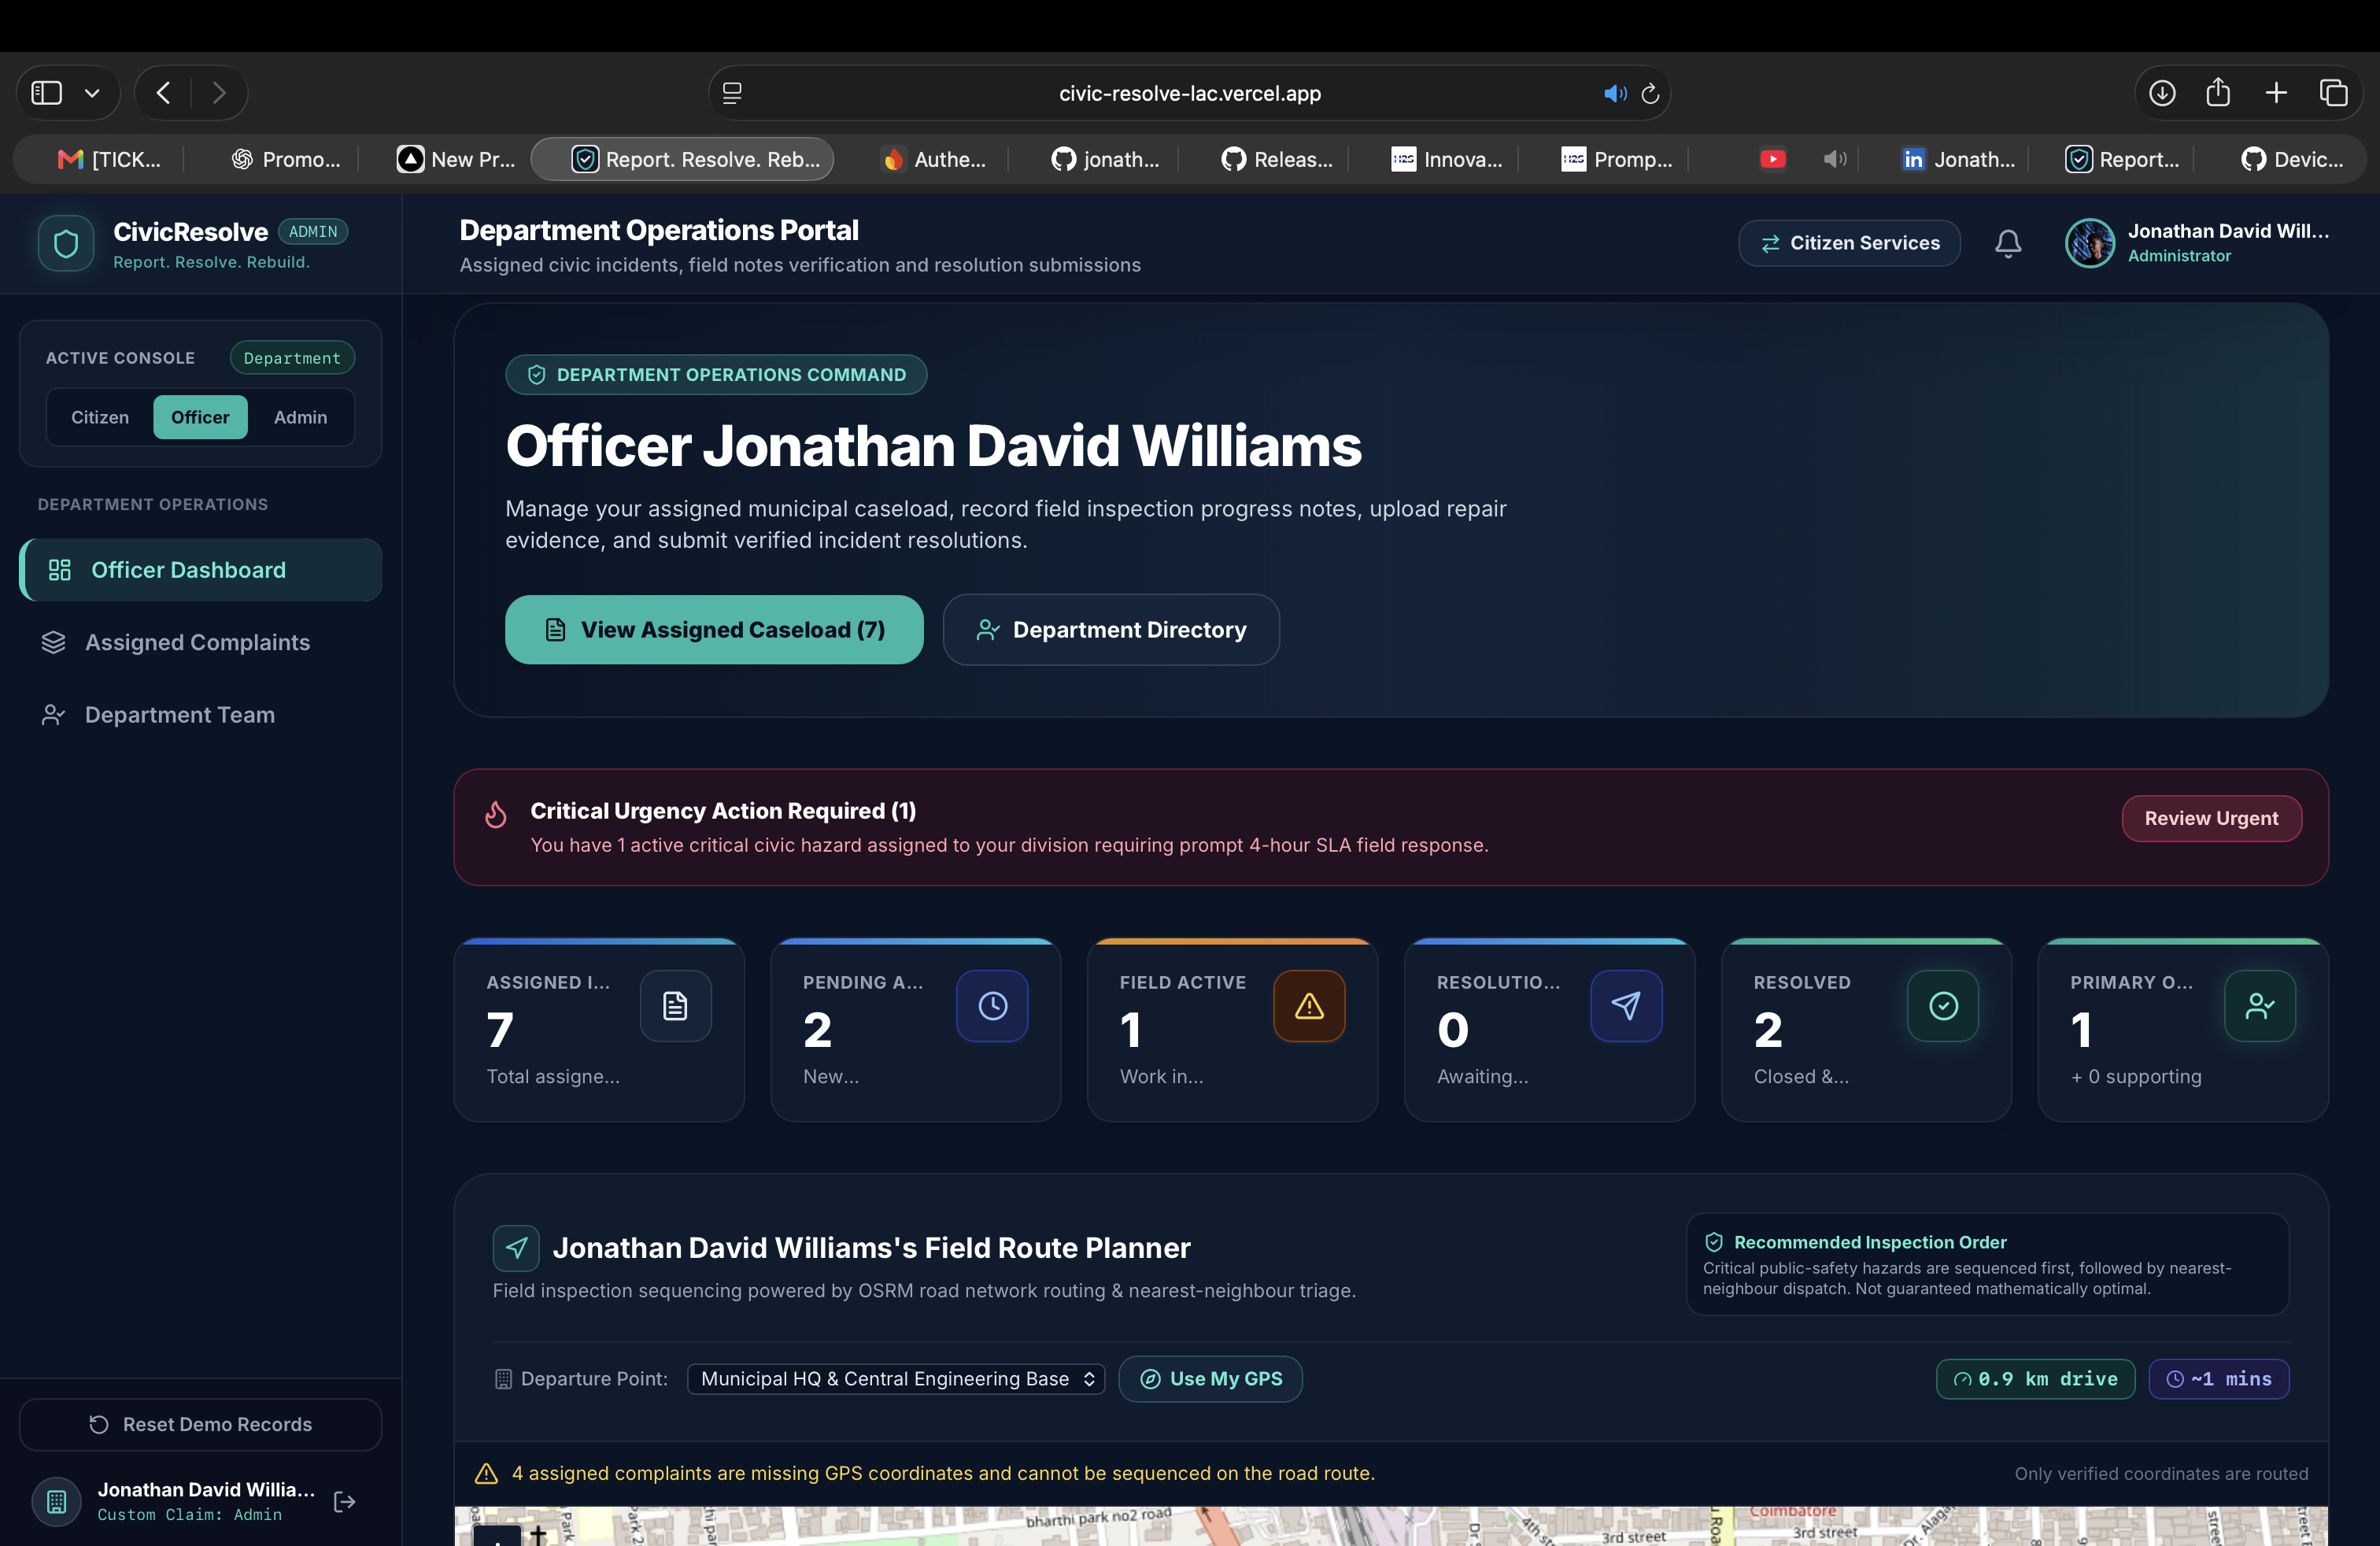 civic-resolve-lac.vercel.app
[TICK...
Promo...
New Pr...
Report. Resolve. Reb...
Authe...
jonath...
Releas...
H2S
Innova...
H2S
Promp...
in
Jonath...
Report...
Devic...
CivicResolve
ADMIN
Report. Resolve. Rebuild.
Department Operations Portal
Assigned civic incidents, field notes verification and resolution submissions
Citizen Services
Jonathan David Will...
Administrator
ACTIVE CONSOLE
Department
Citizen
Officer
Admin
DEPARTMENT OPERATIONS
Officer Dashboard
Assigned Complaints
Department Team
Reset Demo Records
Jonathan David Willia...
Custom Claim: Admin
DEPARTMENT OPERATIONS COMMAND
Officer Jonathan David Williams
Manage your assigned municipal caseload, record field inspection progress notes, upload repair
evidence, and submit verified incident resolutions.
View Assigned Caseload (7)
Department Directory
Critical Urgency Action Required (1)
You have 1 active critical civic hazard assigned to your division requiring prompt 4-hour SLA field response.
Review Urgent
ASSIGNED I...
7
Total assigne...
PENDING A...
2
New...
FIELD ACTIVE
1
Work in...
RESOLUTIO...
0
Awaiting...
RESOLVED
2
Closed &...
PRIMARY O...
1
+ 0 supporting
Jonathan David Williams's Field Route Planner
Field inspection sequencing powered by OSRM road network routing & nearest-neighbour triage.
Recommended Inspection Order
Critical public-safety hazards are sequenced first, followed by nearest-
neighbour dispatch. Not guaranteed mathematically optimal.
Departure Point:
Municipal HQ & Central Engineering Base
Use My GPS
0.9 km drive
~1 mins
4 assigned complaints are missing GPS coordinates and cannot be sequenced on the road route.
Only verified coordinates are routed
bharthi park no2 road
Coimbatore
3rd street
3rd street